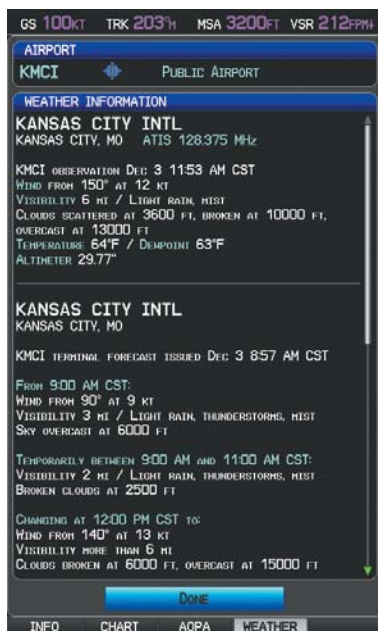 GS 100KT TRK 203°M MSA 3200FT VSR 212FPM↓
AIRPORT
KMCI PUBLIC AIRPORT
WEATHER INFORMATION
KANSAS CITY INTL
KANSAS CITY, MO ATIS 128.375 MHz
KMCI OBSERVATION DEC 3 11:53 AM CST
WIND FROM 150° AT 12 KT
VISIBILITY 6 MI / LIGHT RAIN, MIST
CLOUDS SCATTERED AT 3600 FT, BROKEN AT 10000 FT,
OVERCAST AT 13000 FT
TEMPERATURE 64°F / DEWPOINT 63°F
ALTIMETER 29.77"
KANSAS CITY INTL
KANSAS CITY, MO
KMCI TERMINAL FORECAST ISSUED DEC 3 8:57 AM CST
FROM 9:00 AM CST:
WIND FROM 90° AT 9 KT
VISIBILITY 3 MI / LIGHT RAIN, THUNDERSTORMS, MIST
SKY OVERCAST AT 6000 FT
TEMPORARILY BETWEEN 9:00 AM AND 11:00 AM CST:
VISIBILITY 2 MI / LIGHT RAIN, THUNDERSTORMS, MIST
BROKEN CLOUDS AT 2500 FT
CHANGING AT 12:00 PM CST TO:
WIND FROM 140° AT 13 KT
VISIBILITY MORE THAN 6 MI
CLOUDS BROKEN AT 6000 FT, OVERCAST AT 15000 FT
DONE
INFO CHART AOPA WEATHER